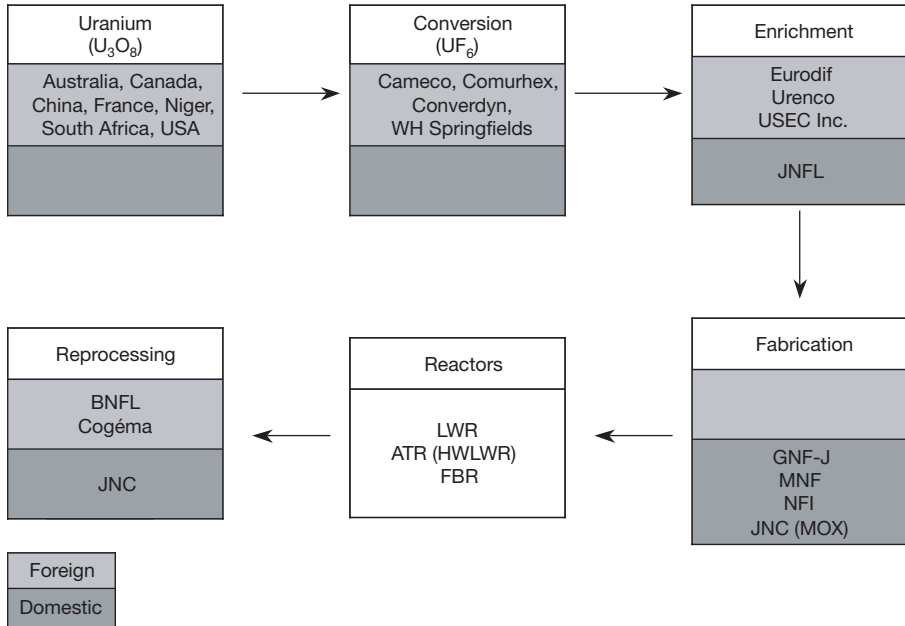 Uranium
(U₃O₈)
Australia, Canada,
China, France, Niger,
South Africa, USA
Conversion
(UF₆)
Cameco, Comurhex,
Converdyn,
WH Springfields
Enrichment
Eurodif
Urenco
USEC Inc.
JNFL
Reprocessing
BNFL
Cogéma
JNC
Reactors
LWR
ATR (HWLWR)
FBR
Fabrication
GNF-J
MNF
NFI
JNC (MOX)
Foreign
Domestic